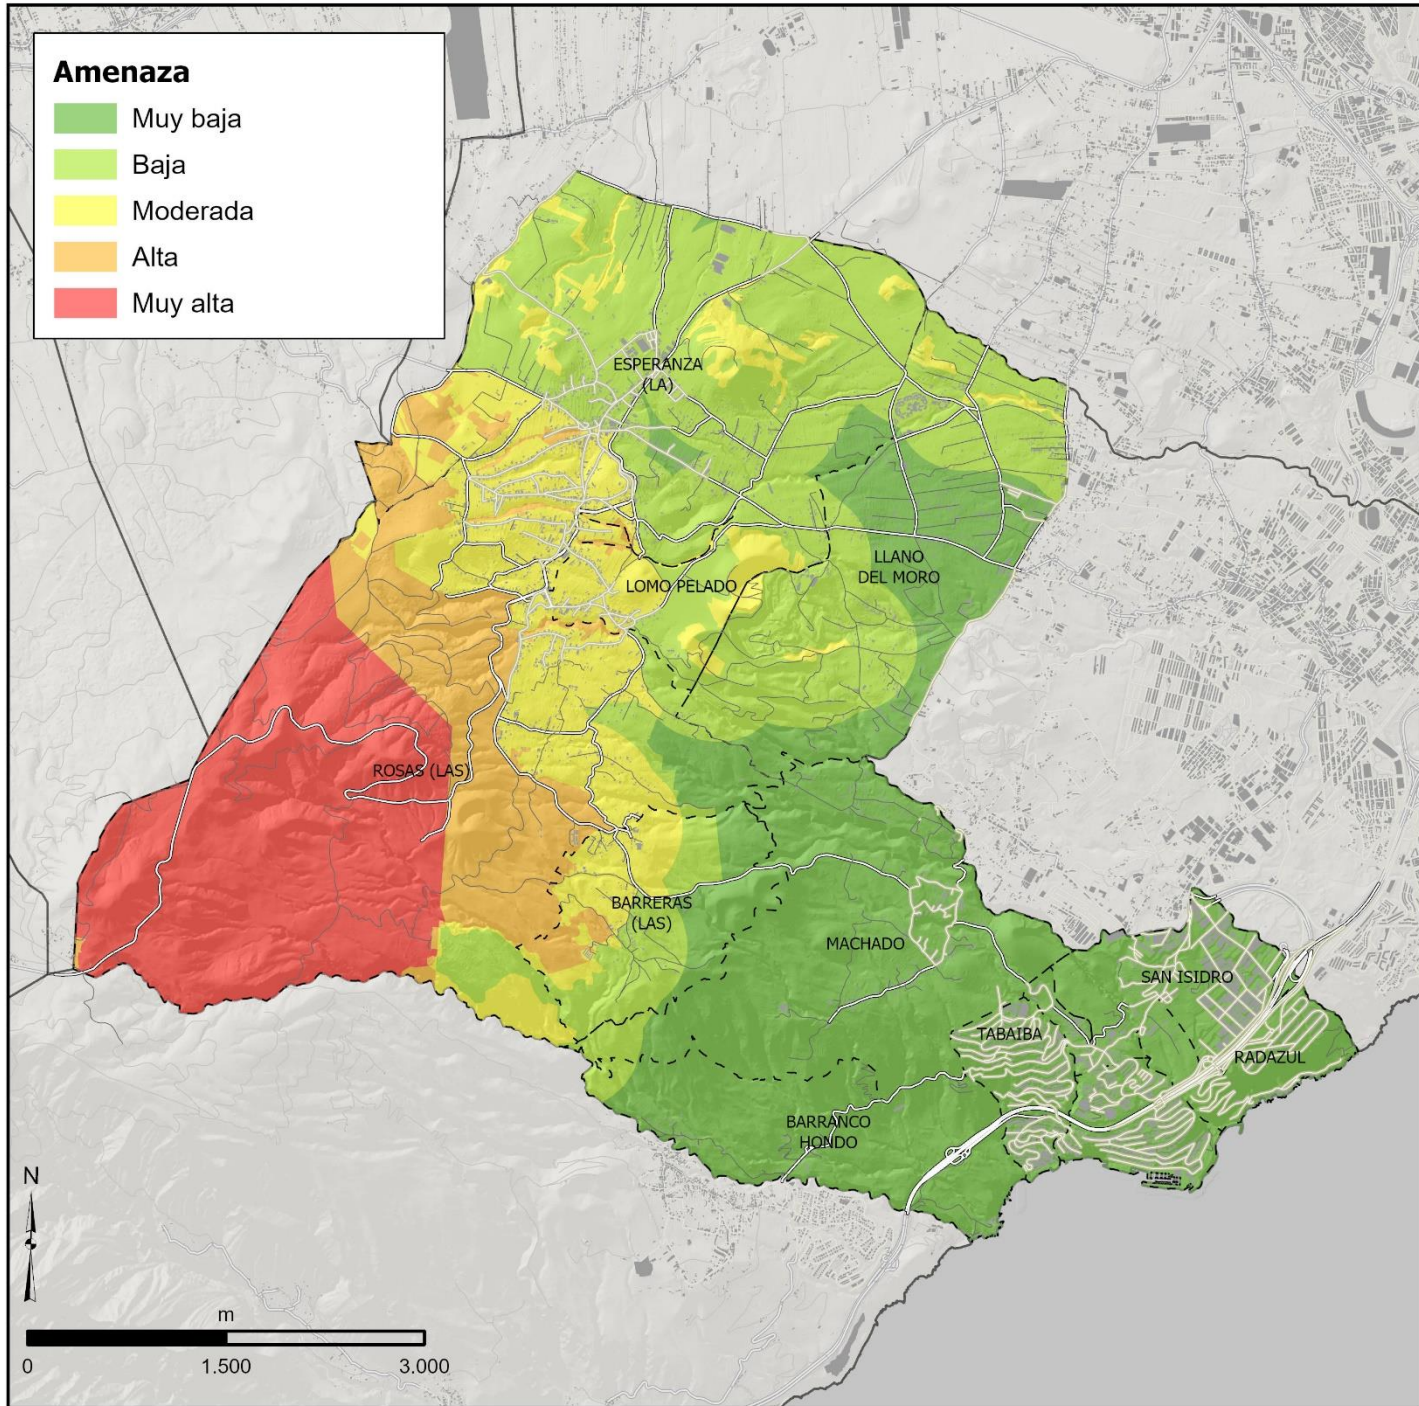 Amenaza
Muy baja
Baja
Moderada
Alta
Muy alta
ESPERANZA
(LA)
LLANO
DEL MORO
LOMO PELADO
ROSAS (LAS)
BARRERAS
(LAS)
MACHADO
SAN ISIDRO
TABAIBA
RADAZUL
BARRANCO
HONDO
N
m
0 1.500 3.000